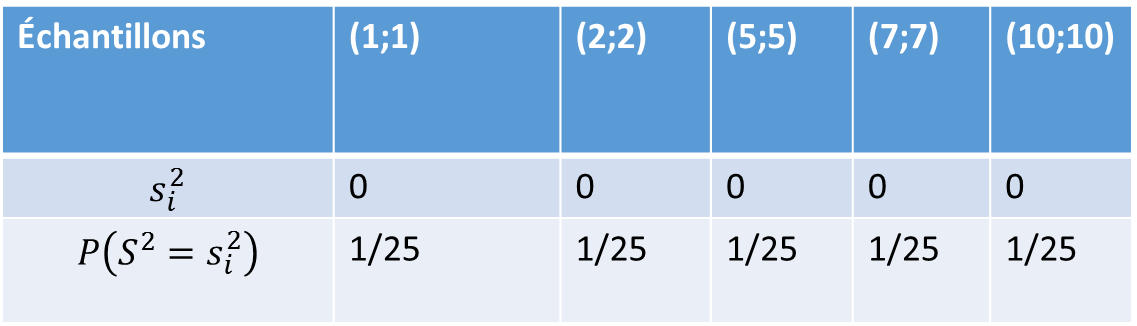 Échantillons (1;1) (2;2) (5;5) (7;7) (10;10)
$s_i^2$ 0 0 0 0 0
$P(S^2 = s_i^2)$ 1/25 1/25 1/25 1/25 1/25